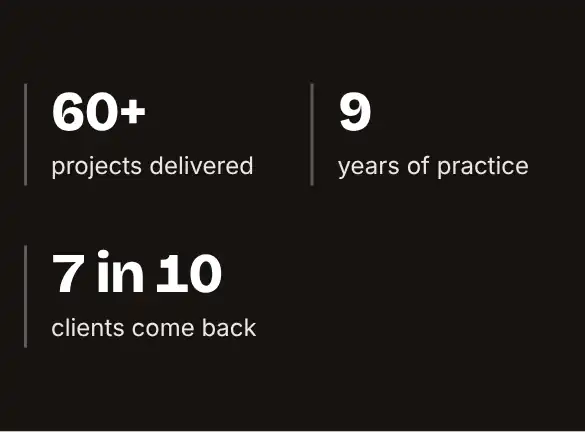 60+
projects delivered
9
years of practice
7 in 10
clients come back